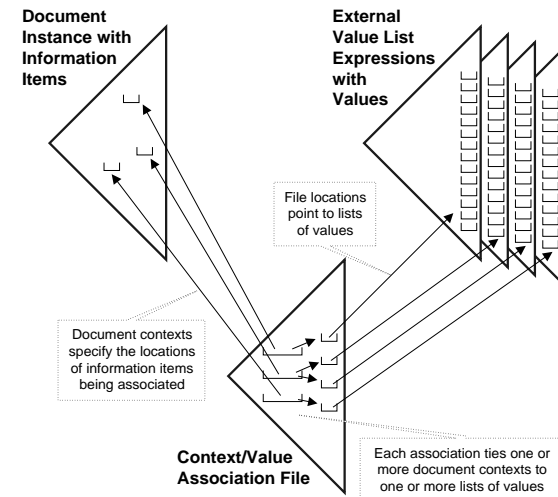 Document
Instance with
Information
Items
External
Value List
Expressions
with
Values
File locations
point to lists
of values
Document contexts
specify the locations
of information items
being associated
Context/Value
Association File
Each association ties one or
more document contexts to
one or more lists of values